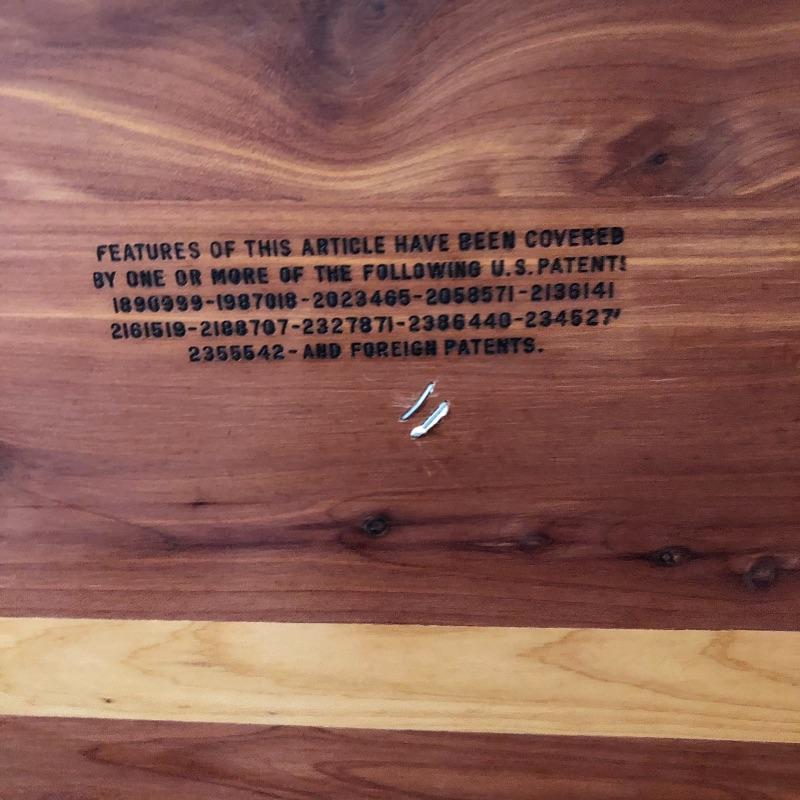 FEATURES OF THIS ARTICLE HAVE BEEN COVERED
BY ONE OR MORE OF THE FOLLOWING U.S. PATENTS
1890999-1987018-2023465-2058571-2136141
2161519-2188707-2327871-2386440-234527
2355542-AND FOREIGN PATENTS.